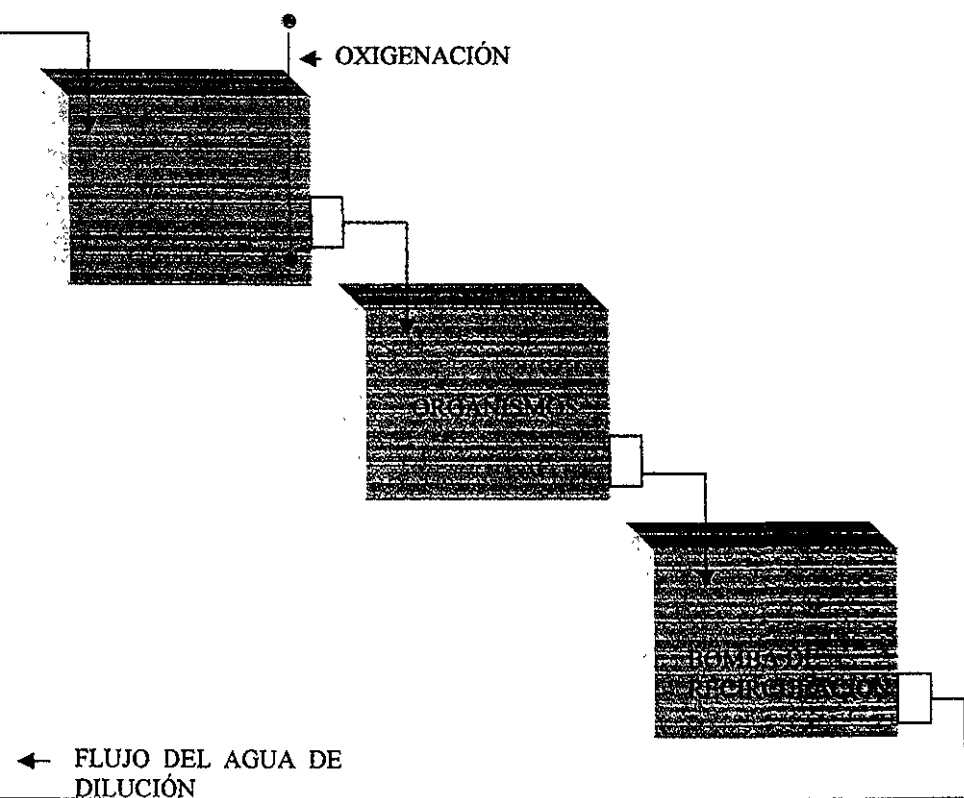 OXIGENACIÓN
ORGANISMOS
BOMBA DE
RECIRCULACIÓN
FLUJO DEL AGUA DE
DILUCIÓN